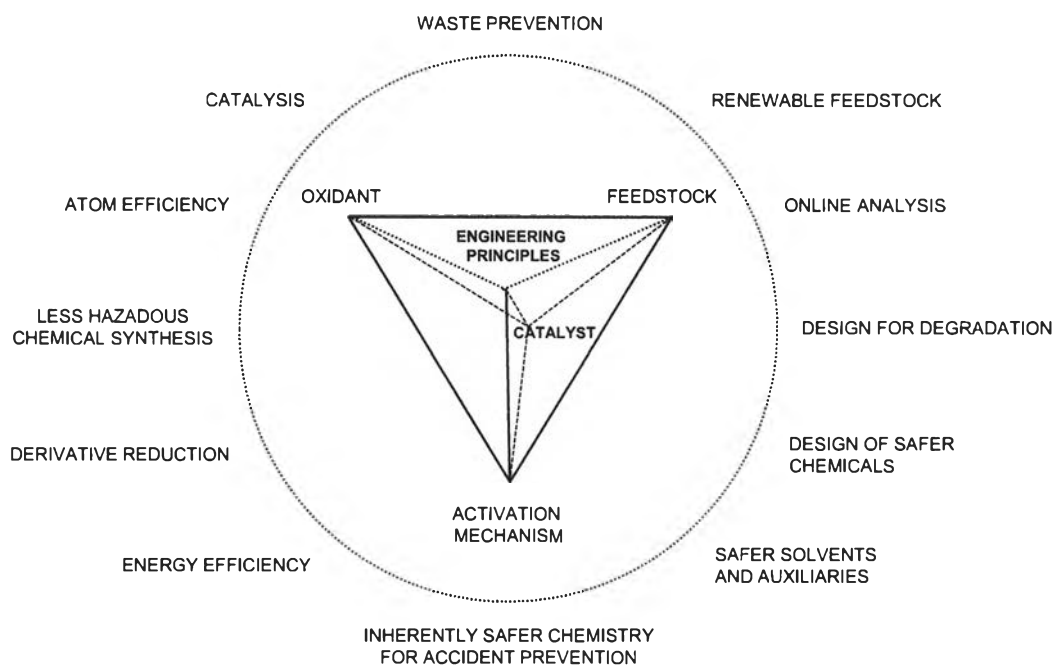 WASTE PREVENTION
CATALYSIS
RENEWABLE FEEDSTOCK
ATOM EFFICIENCY
OXIDANT
FEEDSTOCK
ONLINE ANALYSIS
ENGINEERING
PRINCIPLES
LESS HAZADOUS
CHEMICAL SYNTHESIS
CATALYST
DESIGN FOR DEGRADATION
DERIVATIVE REDUCTION
DESIGN OF SAFER
CHEMICALS
ACTIVATION
MECHANISM
ENERGY EFFICIENCY
SAFER SOLVENTS
AND AUXILIARIES
INHERENTLY SAFER CHEMISTRY
FOR ACCIDENT PREVENTION